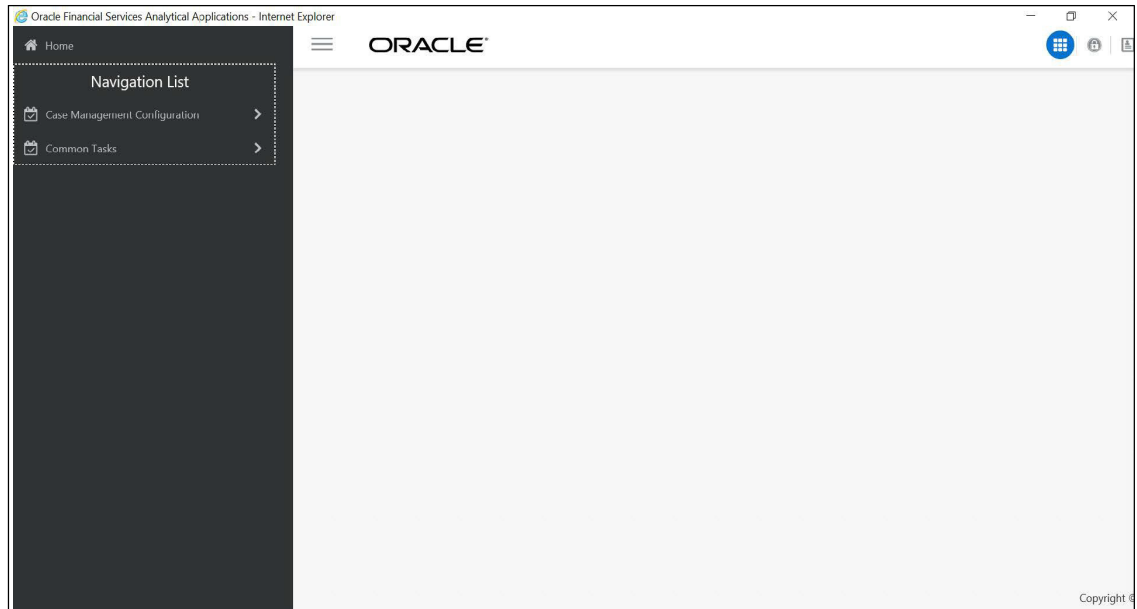 Oracle Financial Services Analytical Applications - Internet Explorer
Home
ORACLE
Navigation List
Case Management Configuration
Common Tasks
Copyright ©